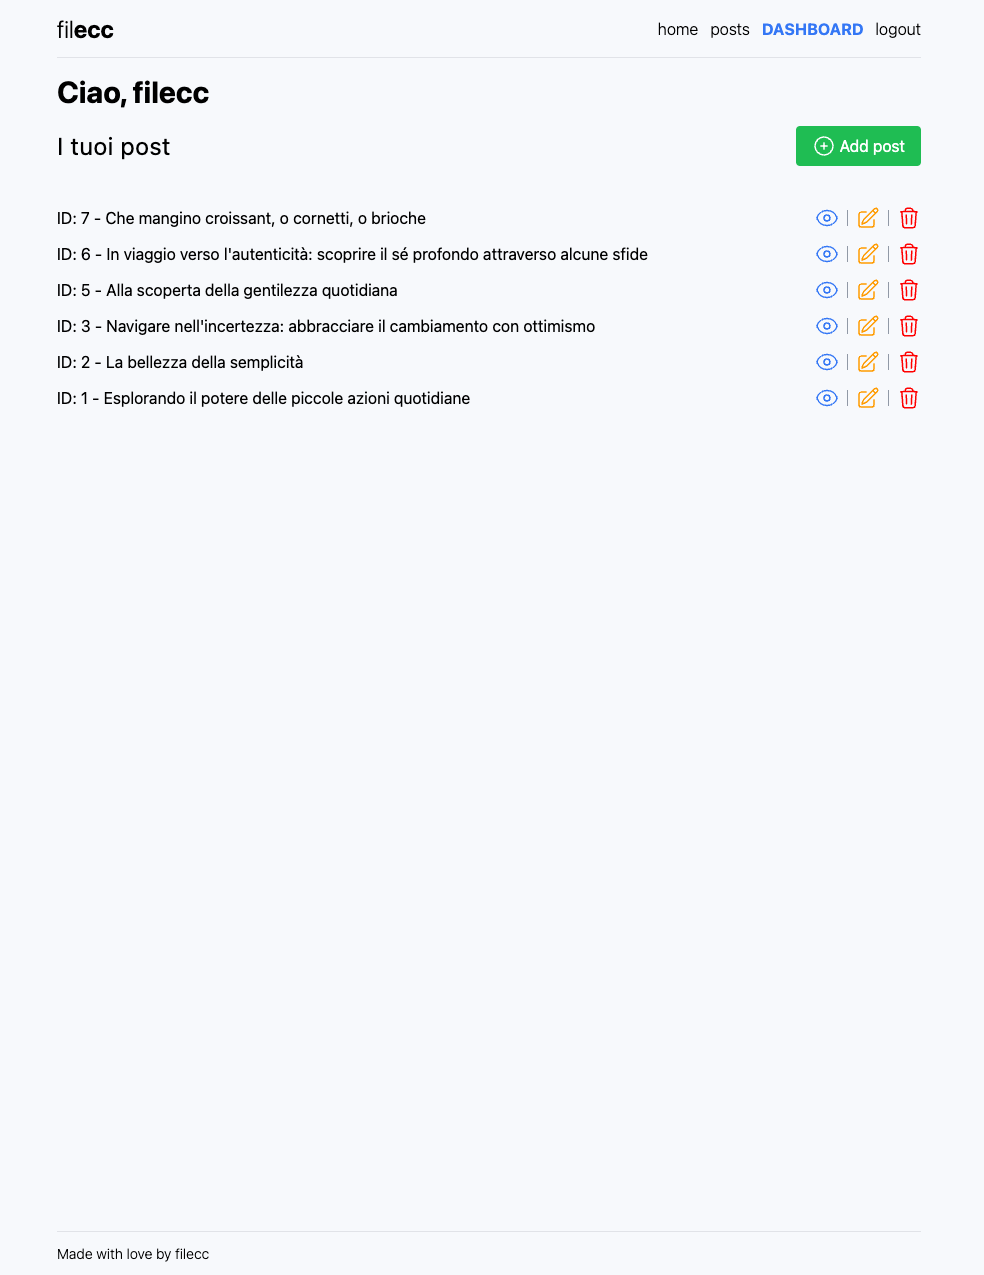 filecc
home posts DASHBOARD logout
Ciao, filecc
I tuoi post
Add post
ID: 7 - Che mangino croissant, o cornetti, o brioche
ID: 6 - In viaggio verso l'autenticità: scoprire il sé profondo attraverso alcune sfide
ID: 5 - Alla scoperta della gentilezza quotidiana
ID: 3 - Navigare nell'incertezza: abbracciare il cambiamento con ottimismo
ID: 2 - La bellezza della semplicità
ID: 1 - Esplorando il potere delle piccole azioni quotidiane
Made with love by filecc